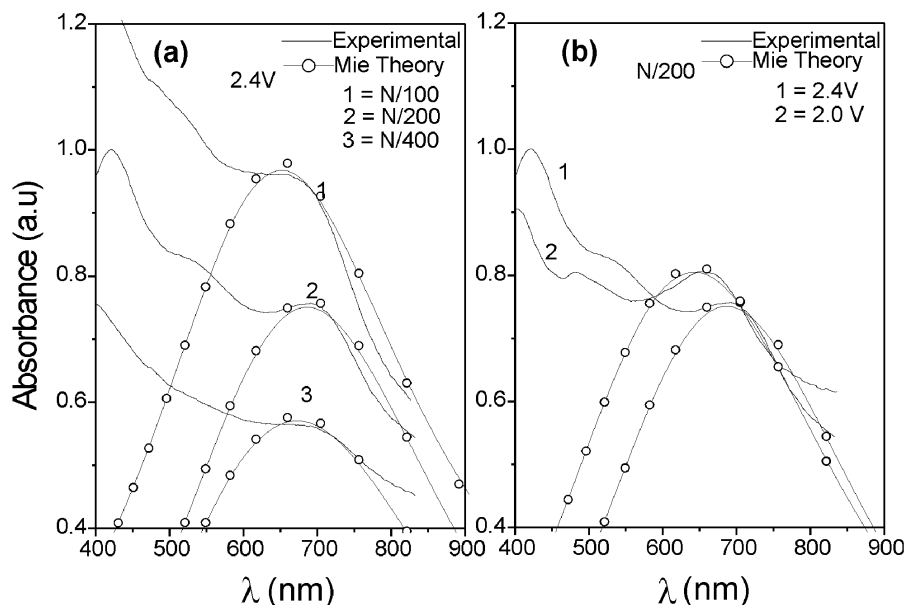 (a)
Experimental
Mie Theory
2.4V
1 = N/100
2 = N/200
3 = N/400
1
2
3
1.2
1.0
0.8
0.6
0.4
400 500 600 700 800 900
λ (nm)
Absorbance (a.u)
(b)
Experimental
Mie Theory
N/200
1 = 2.4V
2 = 2.0 V
1
2
1.2
1.0
0.8
0.6
0.4
400 500 600 700 800 900
λ (nm)